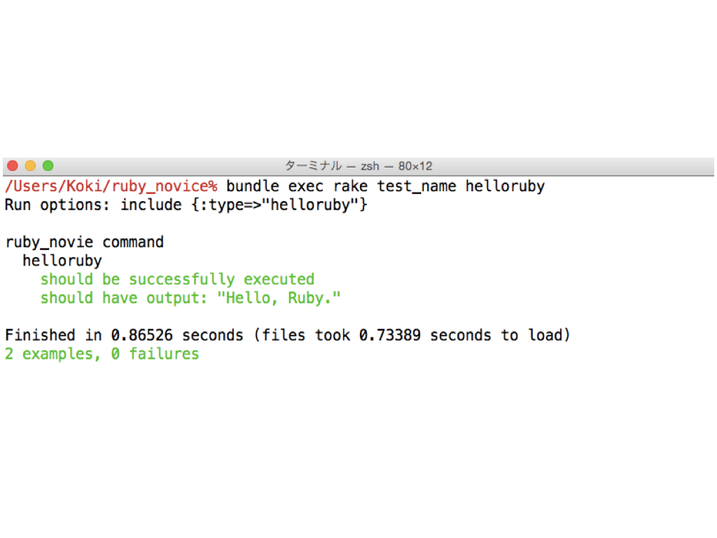 ターミナル — zsh — 80×12
/Users/Koki/ruby_novice% bundle exec rake test_name helloruby
Run options: include {:type=>"helloruby"}
ruby_novie command
helloruby
should be successfully executed
should have output: "Hello, Ruby."
Finished in 0.86526 seconds (files took 0.73389 seconds to load)
2 examples, 0 failures